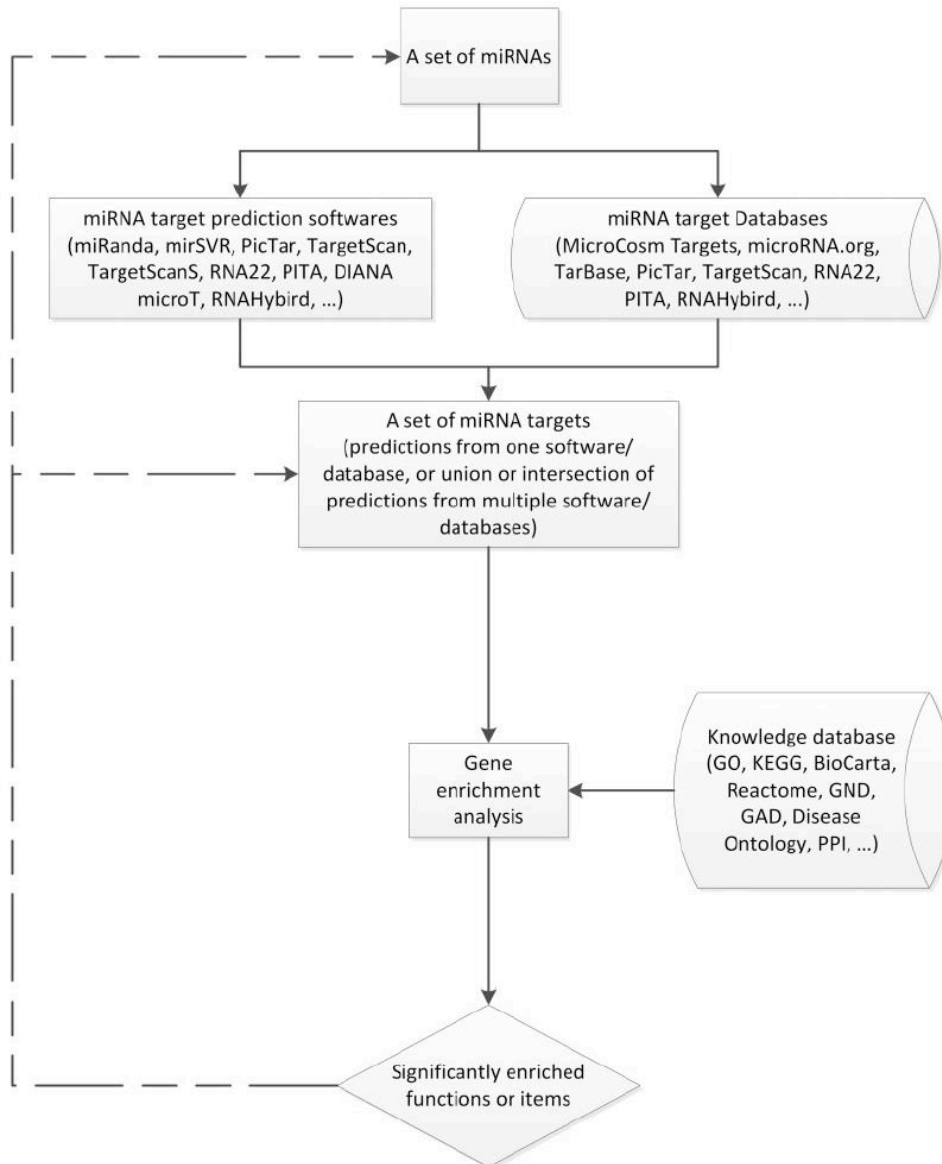 A set of miRNAs
miRNA target prediction softwares
(miRanda, mirSVR, PicTar, TargetScan,
TargetScanS, RNA22, PITA, DIANA
microT, RNAHybird, ...)
miRNA target Databases
(MicroCosm Targets, microRNA.org,
TarBase, PicTar, TargetScan, RNA22,
PITA, RNAHybird, ...)
A set of miRNA targets
(predictions from one software/
database, or union or intersection of
predictions from multiple software/
databases)
Gene
enrichment
analysis
Knowledge database
(GO, KEGG, BioCarta,
Reactome, GND,
GAD, Disease
Ontology, PPI, ...)
Significantly enriched
functions or items